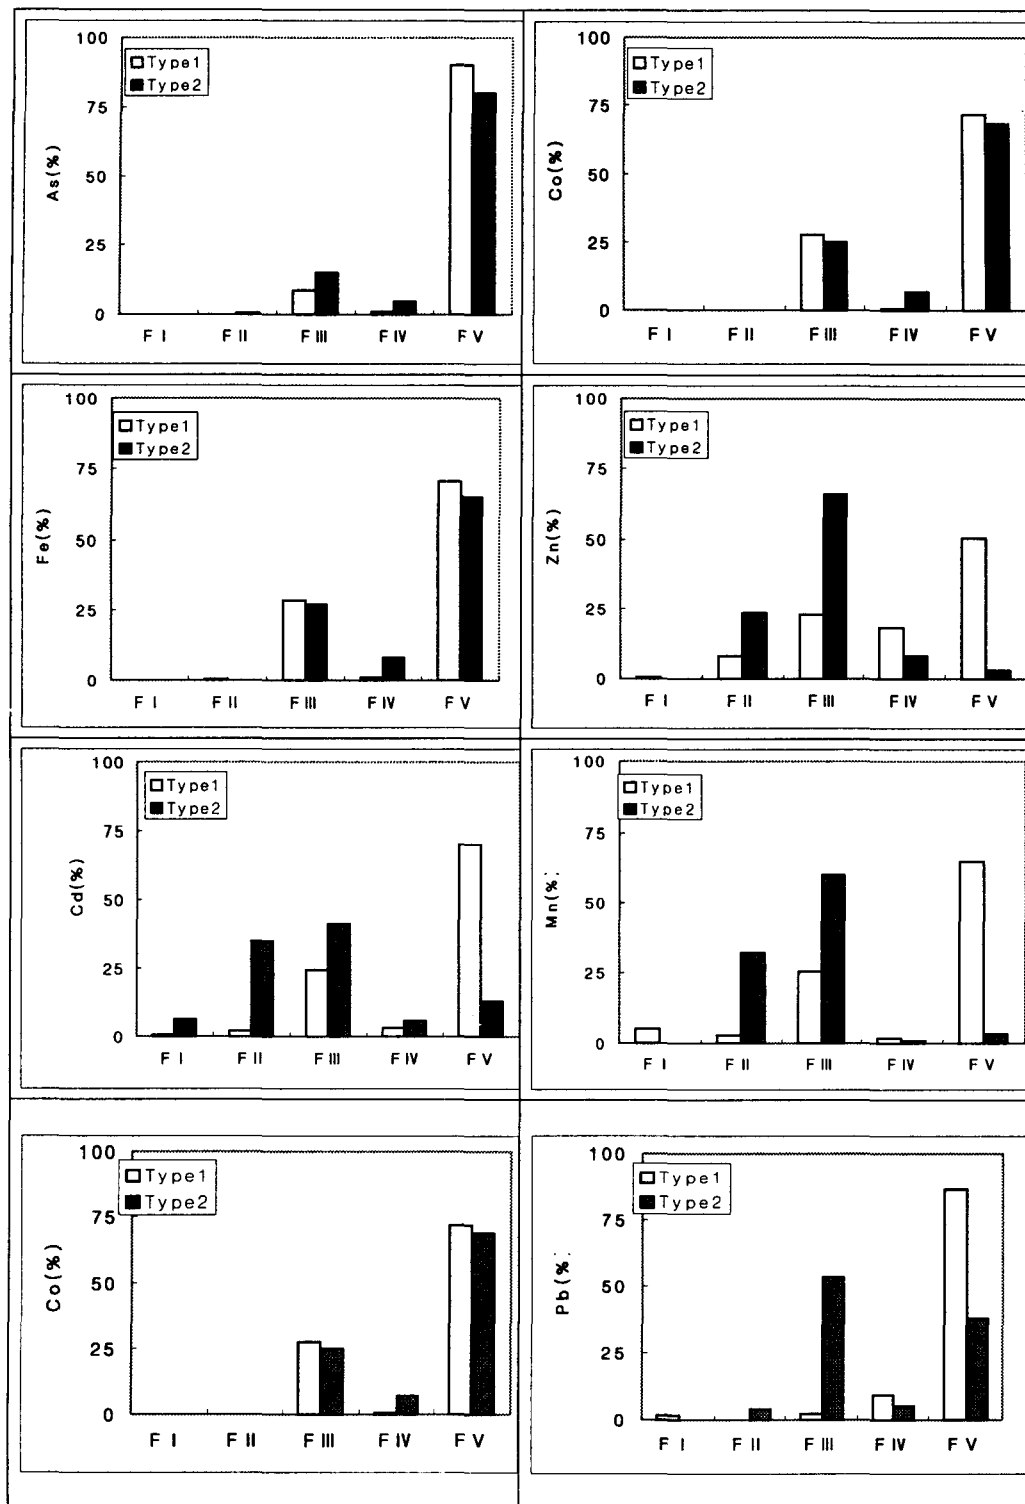 100
75
50
25
0
As(%)
Type1
Type2
F I F II F III F IV F V
100
75
50
25
0
Co(%)
Type1
Type2
F I F II F III F IV F V
100
75
50
25
0
Fe(%)
Type1
Type2
F I F II F III F IV F V
100
75
50
25
0
Zn(%)
Type1
Type2
F I F II F III F IV F V
100
75
50
25
0
Cd(%)
Type1
Type2
F I F II F III F IV F V
100
75
50
25
0
Mn(%)
Type1
Type2
F I F II F III F IV F V
100
75
50
25
0
Co(%)
Type1
Type2
F I F II F III F IV F V
100
75
50
25
0
Pb(%)
Type1
Type2
F I F II F III F IV F V